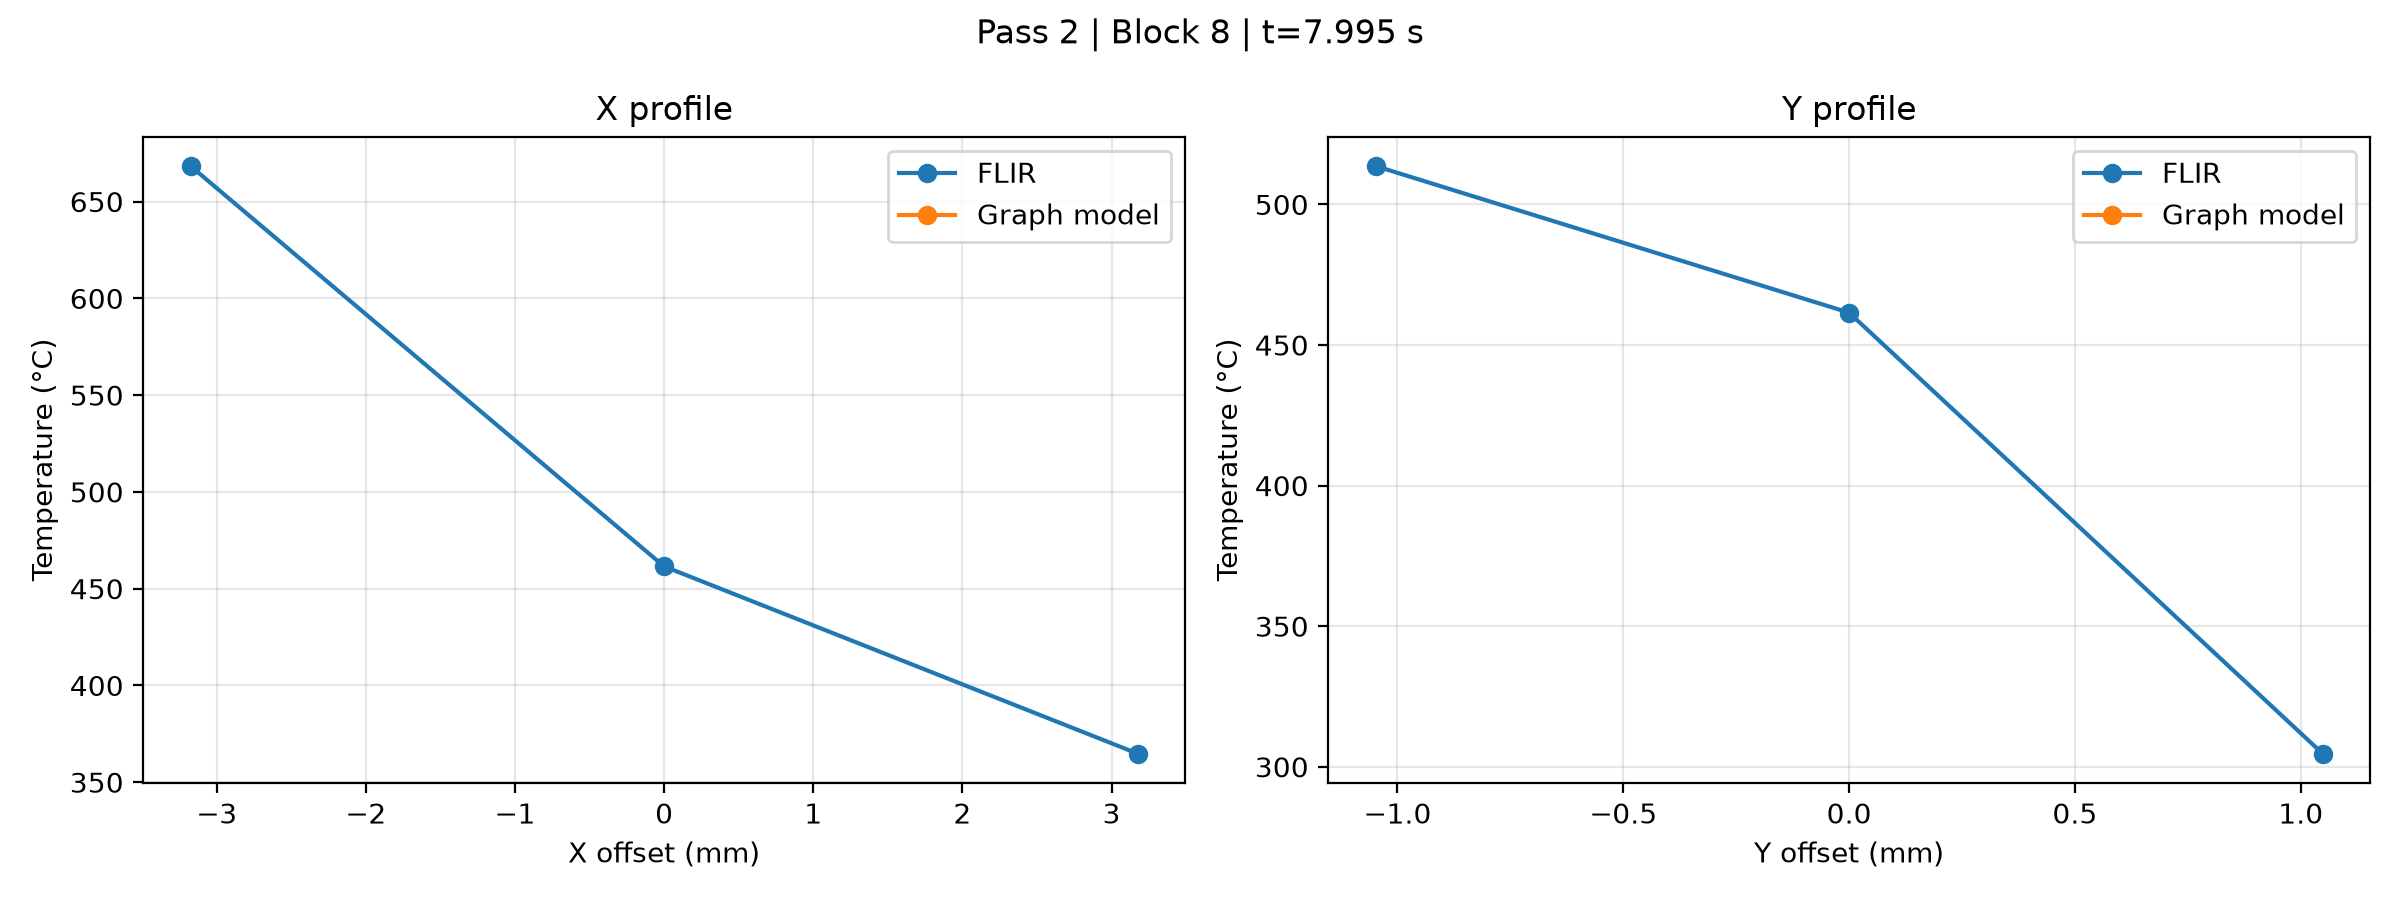 Pass 2 | Block 8 | t=7.995 s
X profile
FLIR
Graph model
650
600
550
500
450
400
350
Temperature (°C)
−3
−2
−1
0
1
2
3
X offset (mm)
Y profile
FLIR
Graph model
500
450
400
350
300
Temperature (°C)
−1.0
−0.5
0.0
0.5
1.0
Y offset (mm)